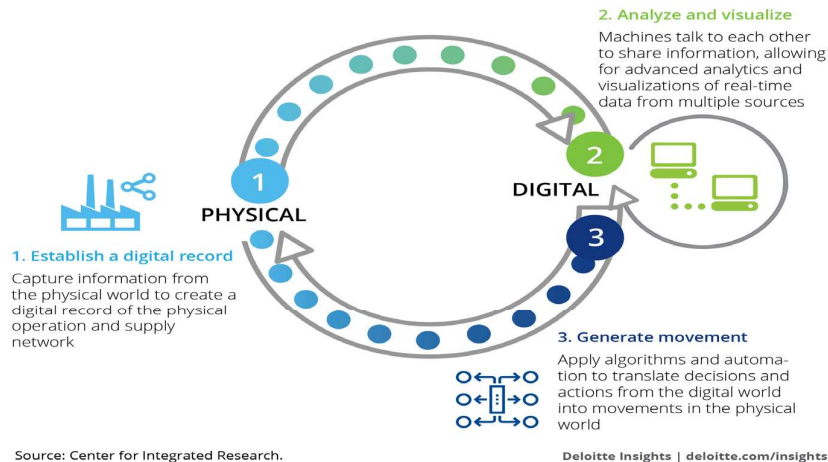 2. Analyze and visualize
Machines talk to each other
to share information, allowing
for advanced analytics and
visualizations of real-time
data from multiple sources
1
2
PHYSICAL
DIGITAL
3
1. Establish a digital record
Capture information from
the physical world to create a
digital record of the physical
operation and supply
network
3. Generate movement
Apply algorithms and automa-
tion to translate decisions and
actions from the digital world
into movements in the physical
world
Source: Center for Integrated Research.
Deloitte Insights | deloitte.com/insights